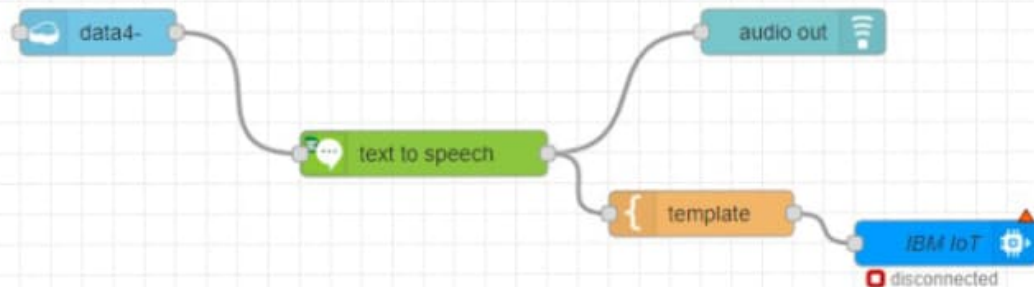 data4-
audio out
text to speech
template
IBM IoT
disconnected